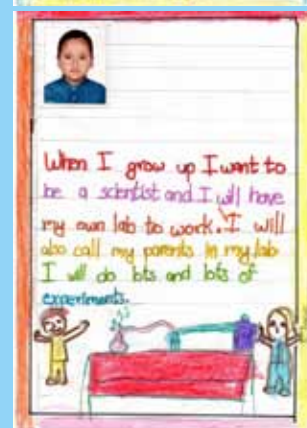 When I grow up I want to
be a scientist and I will have
my own lab to work. I will
also call my parents in my lab
I will do lots and lots of
experiments.